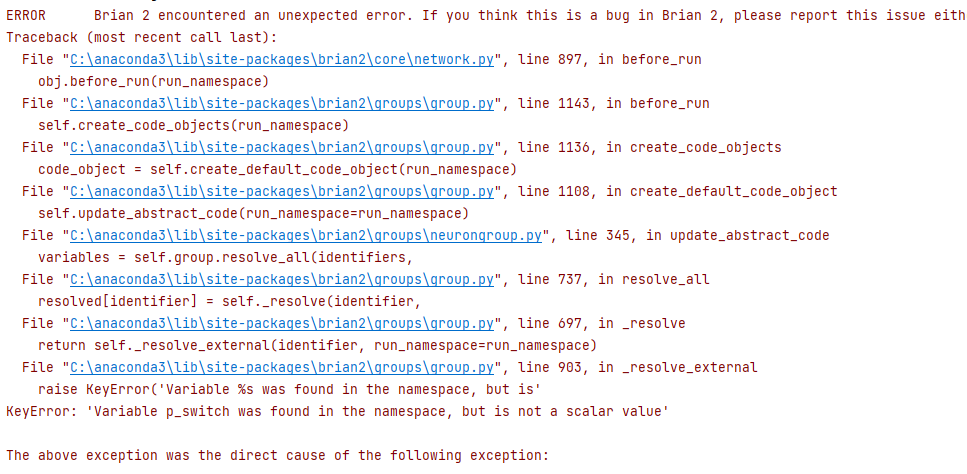 ERROR      Brian 2 encountered an unexpected error. If you think this is a bug in Brian 2, please report this issue eith
Traceback (most recent call last):
  File "C:\anaconda3\lib\site-packages\brian2\core\network.py", line 897, in before_run
    obj.before_run(run_namespace)
  File "C:\anaconda3\lib\site-packages\brian2\groups\group.py", line 1143, in before_run
    self.create_code_objects(run_namespace)
  File "C:\anaconda3\lib\site-packages\brian2\groups\group.py", line 1136, in create_code_objects
    code_object = self.create_default_code_object(run_namespace)
  File "C:\anaconda3\lib\site-packages\brian2\groups\group.py", line 1108, in create_default_code_object
    self.update_abstract_code(run_namespace=run_namespace)
  File "C:\anaconda3\lib\site-packages\brian2\groups\neurongroup.py", line 345, in update_abstract_code
    variables = self.group.resolve_all(identifiers,
  File "C:\anaconda3\lib\site-packages\brian2\groups\group.py", line 737, in resolve_all
    resolved[identifier] = self._resolve(identifier,
  File "C:\anaconda3\lib\site-packages\brian2\groups\group.py", line 697, in _resolve
    return self._resolve_external(identifier, run_namespace=run_namespace)
  File "C:\anaconda3\lib\site-packages\brian2\groups\group.py", line 903, in _resolve_external
    raise KeyError('Variable %s was found in the namespace, but is'
KeyError: 'Variable p_switch was found in the namespace, but is not a scalar value'

The above exception was the direct cause of the following exception: